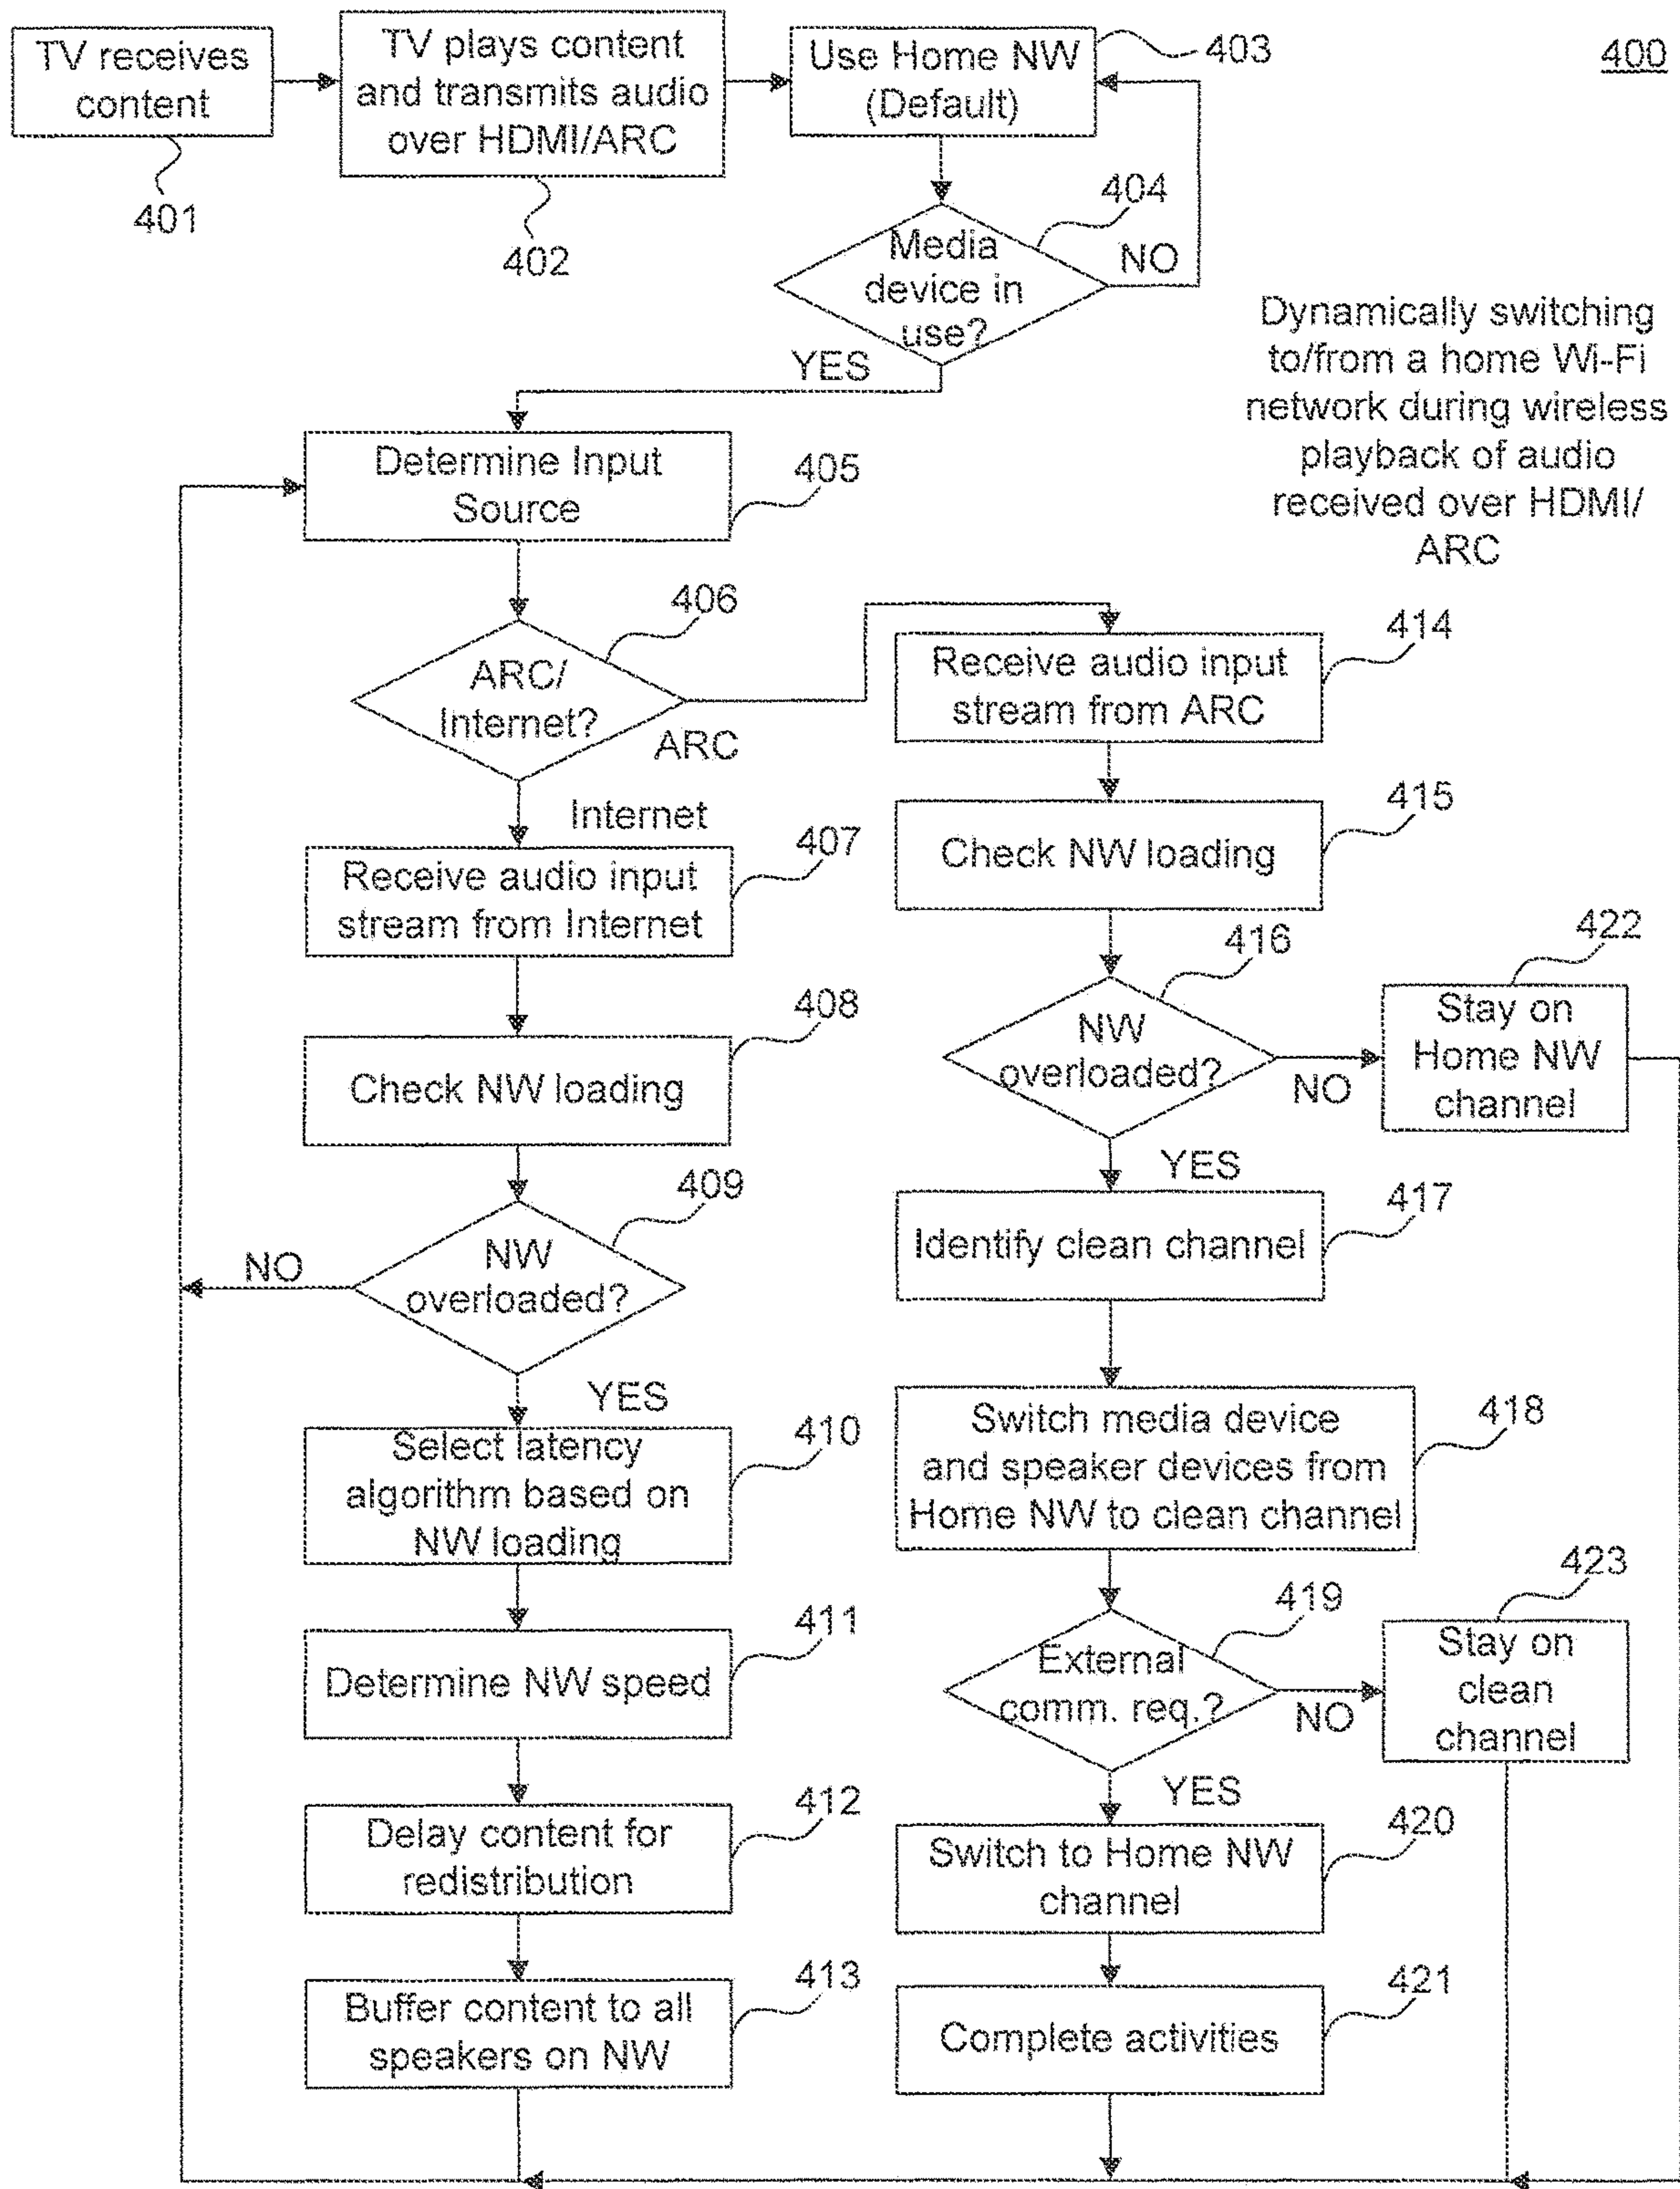 400
TV receives
content
401
TV plays content
and transmits audio
over HDMI/ARC
402
Use Home NW
(Default)
403
Media
device in
use?
404
NO
YES
Dynamically switching
to/from a home Wi-Fi
network during wireless
playback of audio
received over HDMI/
ARC
Determine Input
Source
405
ARC/
Internet?
406
ARC
Internet
Receive audio input
stream from Internet
407
Check NW loading
408
NW
overloaded?
409
NO
YES
Select latency
algorithm based on
NW loading
410
Determine NW speed
411
Delay content for
redistribution
412
Buffer content to all
speakers on NW
413
Receive audio input
stream from ARC
414
Check NW loading
415
NW
overloaded?
416
NO
YES
Stay on
Home NW
channel
422
Identify clean channel
417
Switch media device
and speaker devices from
Home NW to clean channel
418
External
comm. req.?
419
NO
YES
Stay on
clean
channel
423
Switch to Home NW
channel
420
Complete activities
421